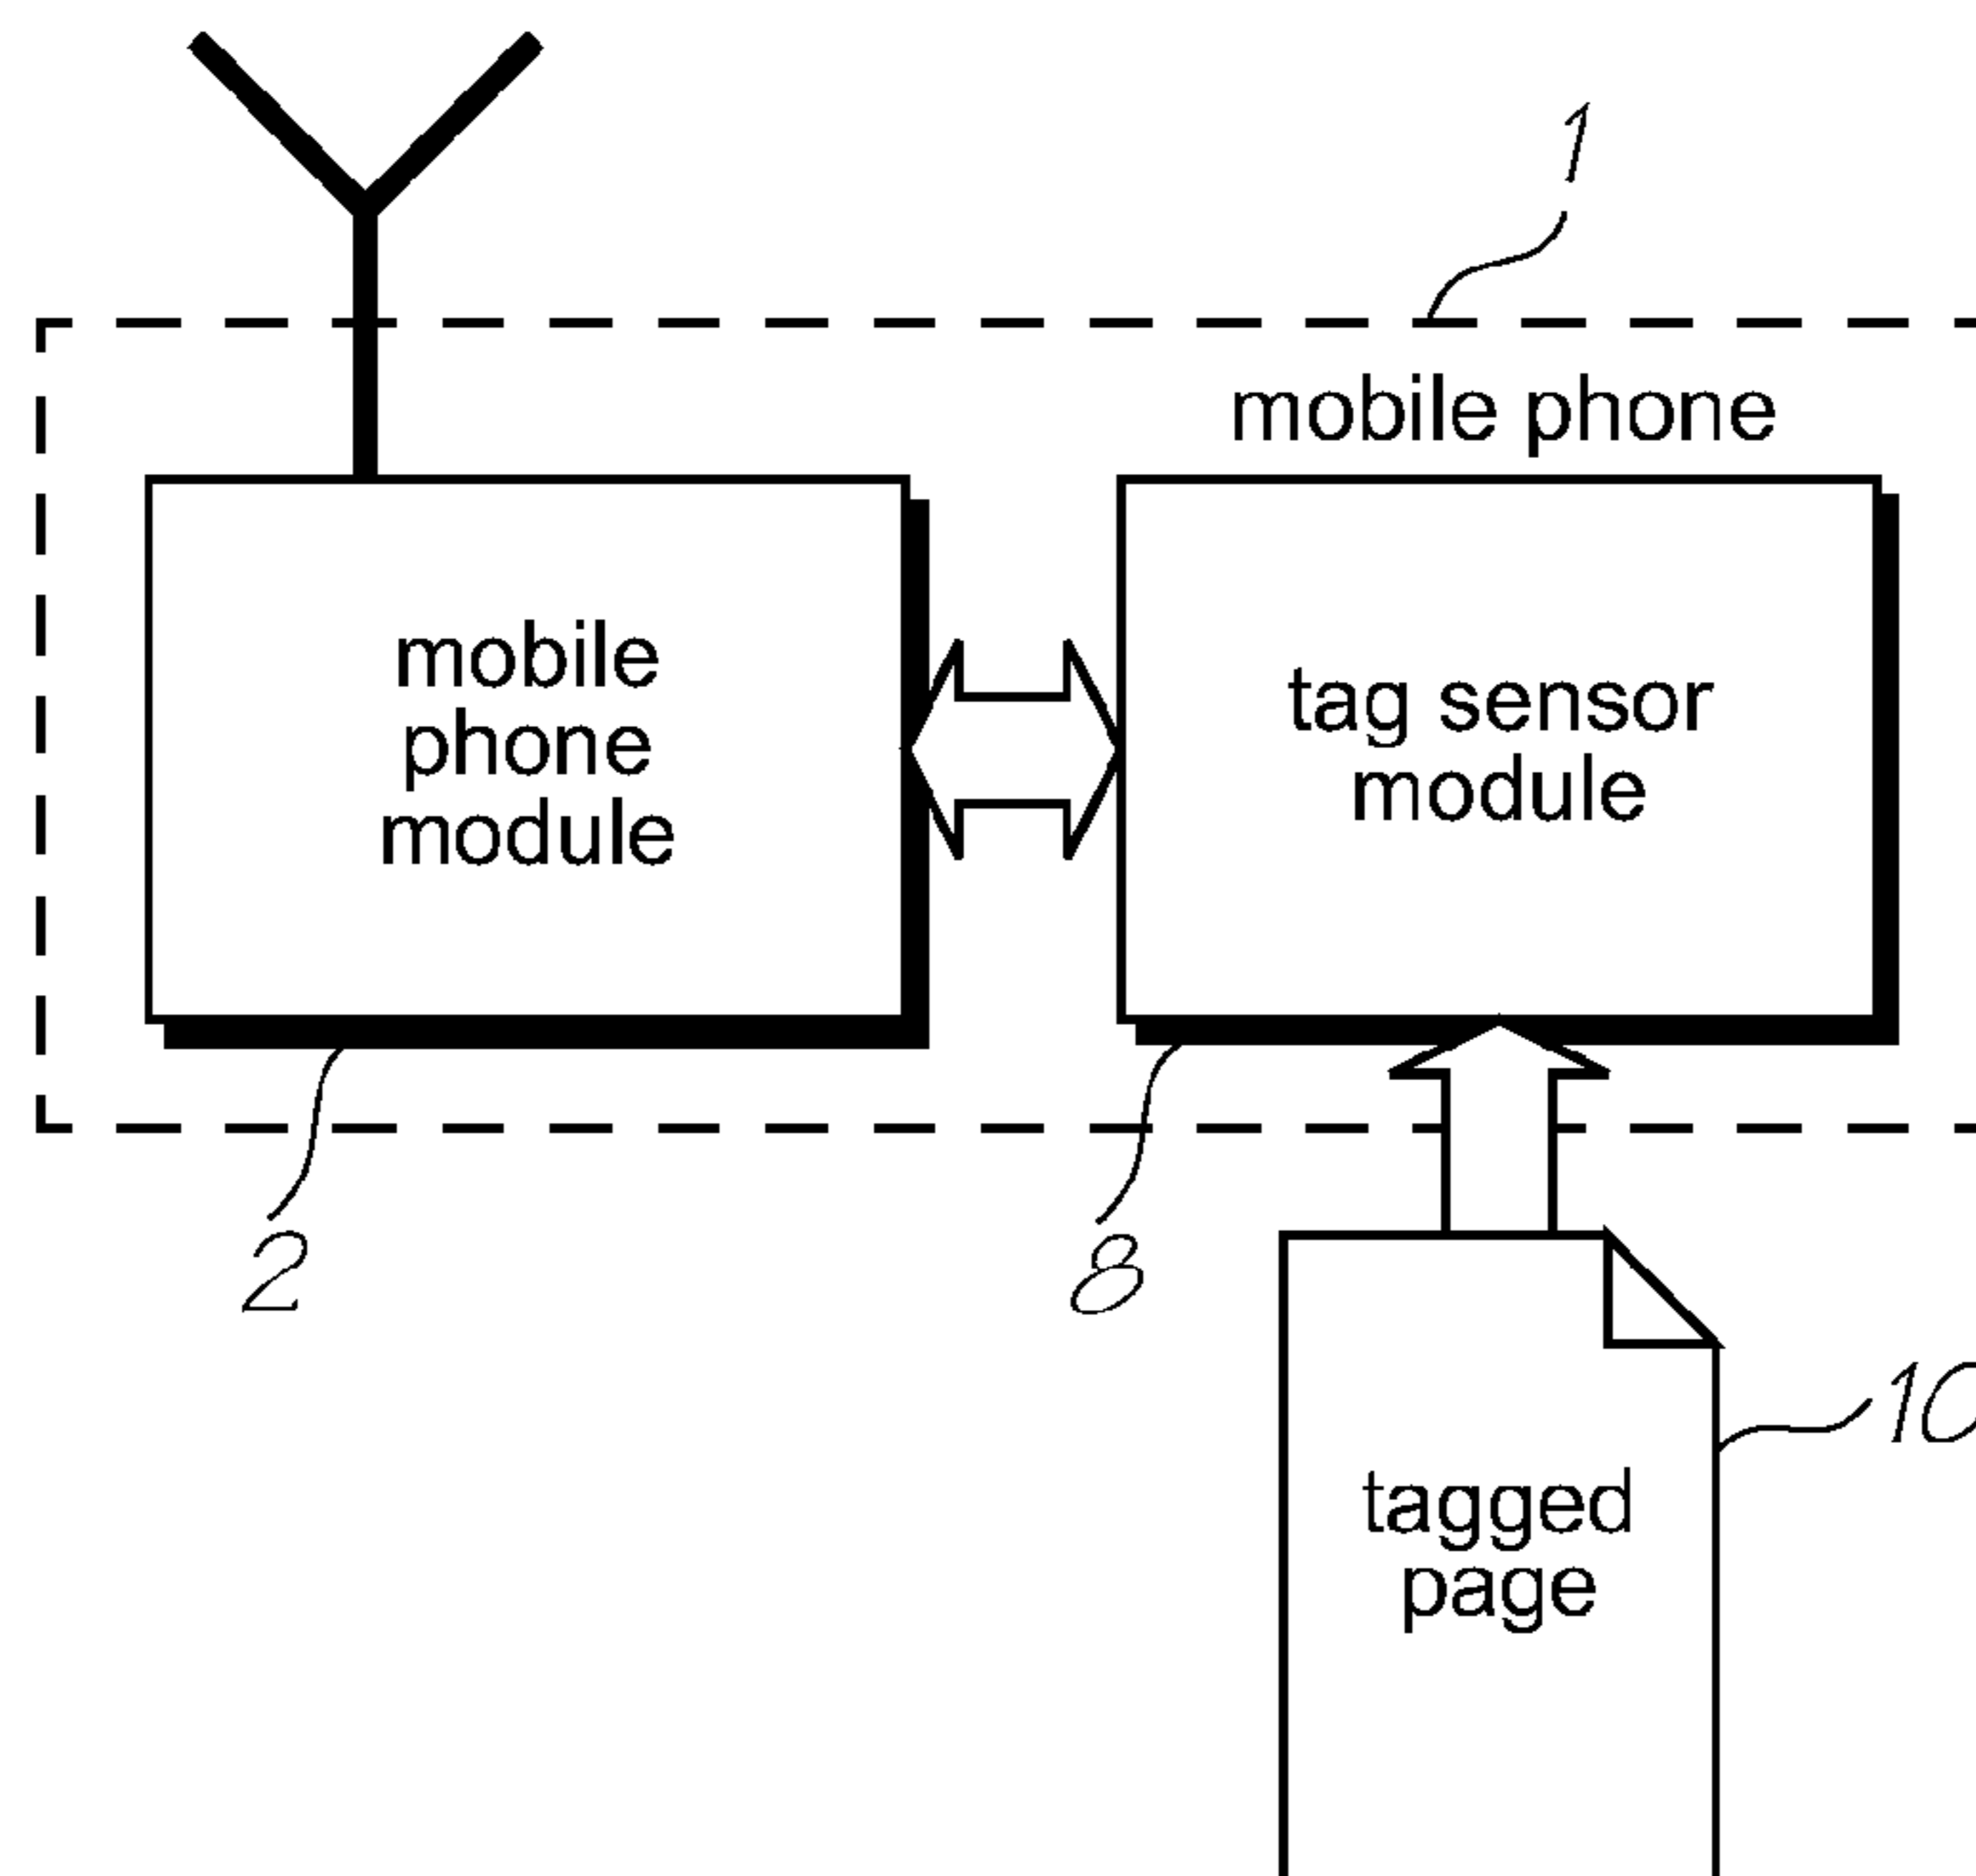 1
mobile phone
mobile
phone
module
tag sensor
module
2
8
10
tagged
page